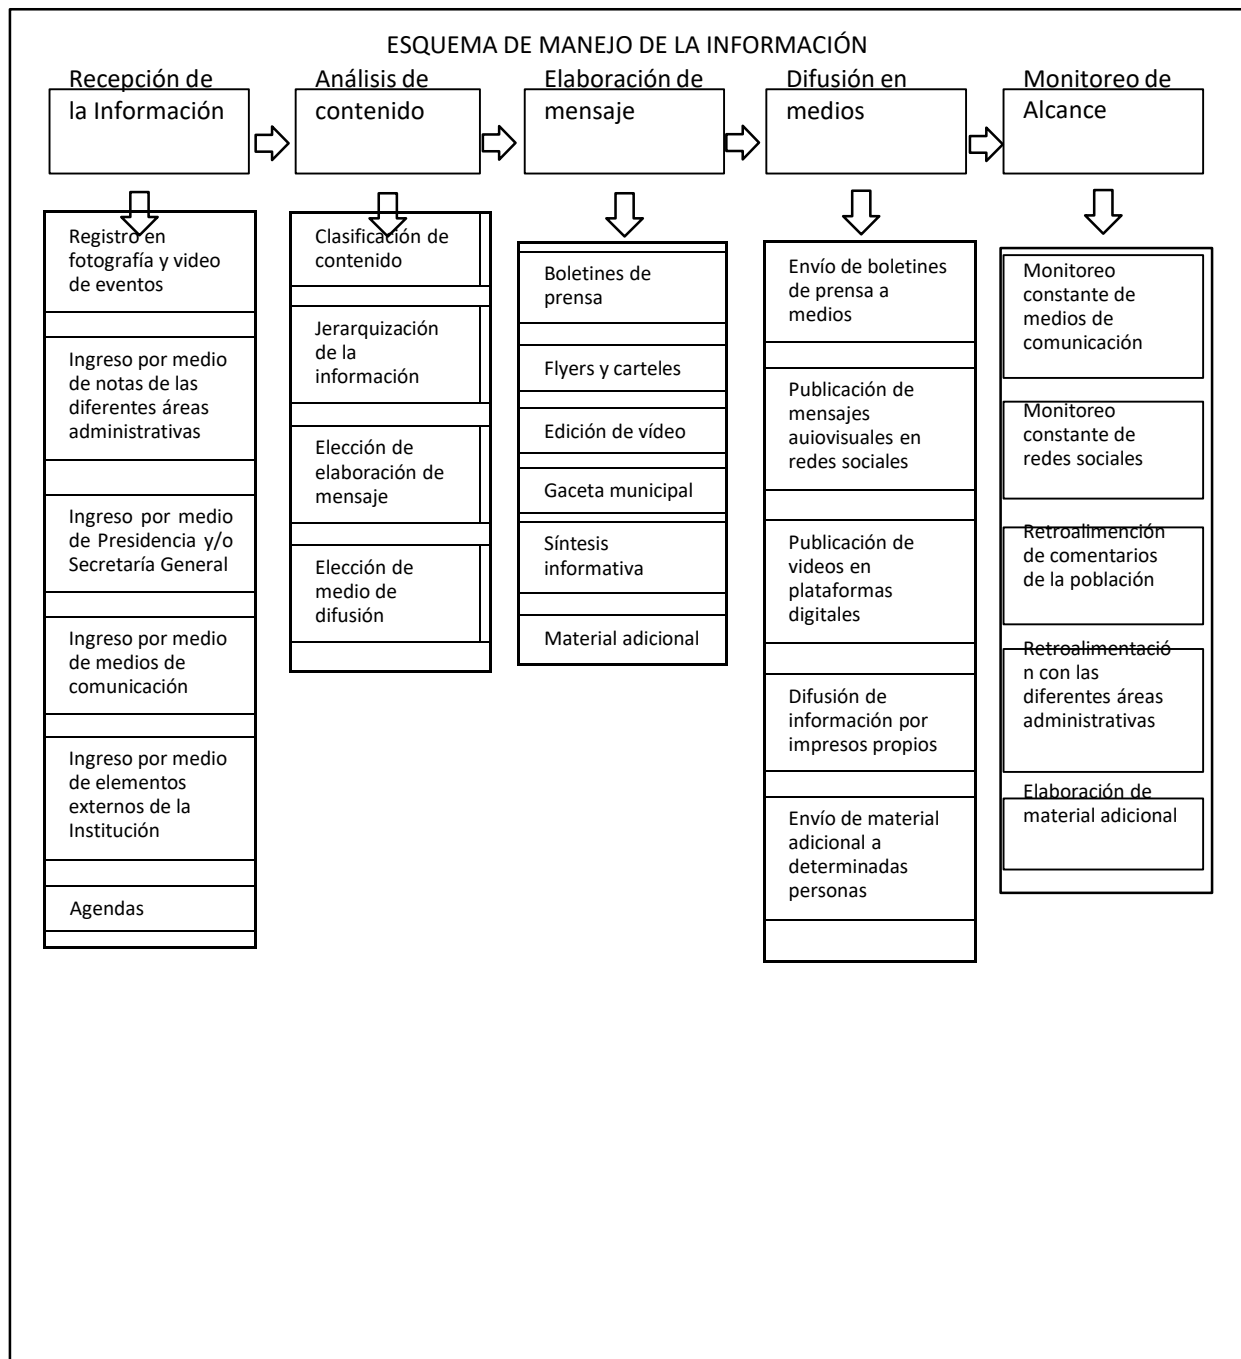 ESQUEMA DE MANEJO DE LA INFORMACIÓN
Recepción de
la Información
Análisis de
contenido
Elaboración de
mensaje
Difusión en
medios
Monitoreo de
Alcance
Registro en
fotografía y video
de eventos
Ingreso por medio
de notas de las
diferentes áreas
administrativas
Ingreso por medio
de Presidencia y/o
Secretaría General
Ingreso por medio
de medios de
comunicación
Ingreso por medio
de elementos
externos de la
Institución
Agendas
Clasificación de
contenido
Jerarquización
de la
información
Elección de
elaboración de
mensaje
Elección de
medio de
difusión
Boletines de
prensa
Flyers y carteles
Edición de vídeo
Gaceta municipal
Síntesis
informativa
Material adicional
Envío de boletines
de prensa a
medios
Publicación de
mensajes
auiovisuales en
redes sociales
Publicación de
videos en
plataformas
digitales
Difusión de
información por
impresos propios
Envío de material
adicional a
determinadas
personas
Monitoreo
constante de
medios de
comunicación
Monitoreo
constante de
redes sociales
Retroalimención
de comentarios
de la población
Retroalimentació
n con las
diferentes áreas
administrativas
Elaboración de
material adicional